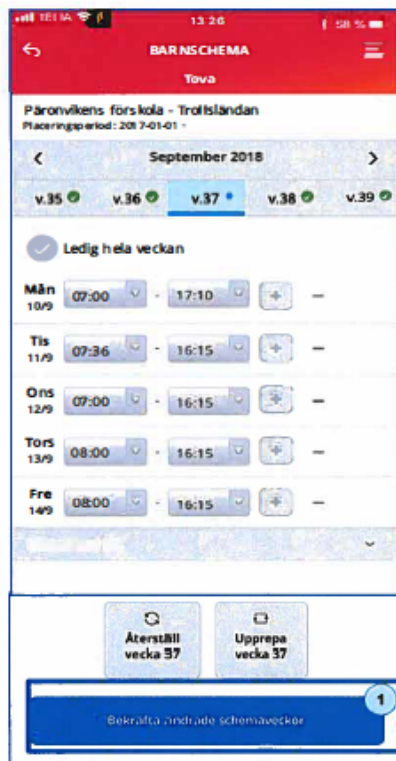 TELIA 13:26 58 %
BARNSCHEMA
Tova
Päronvikens förskola - Trollsländan
Placeringsperiod: 2017-01-01 -
September 2018
v.35 v.36 v.37 v.38 v.39
Ledig hela veckan
Mån
10/9 07:00 - 17:10 + –
Tis
11/9 07:36 - 16:15 + –
Ons
12/9 07:00 - 16:15 + –
Tors
13/9 08:00 - 16:15 + –
Fre
14/9 08:00 - 16:15 + –
Återställ Upprepa
vecka 37 vecka 37
1
Bekräfta ändrade schemaveckor